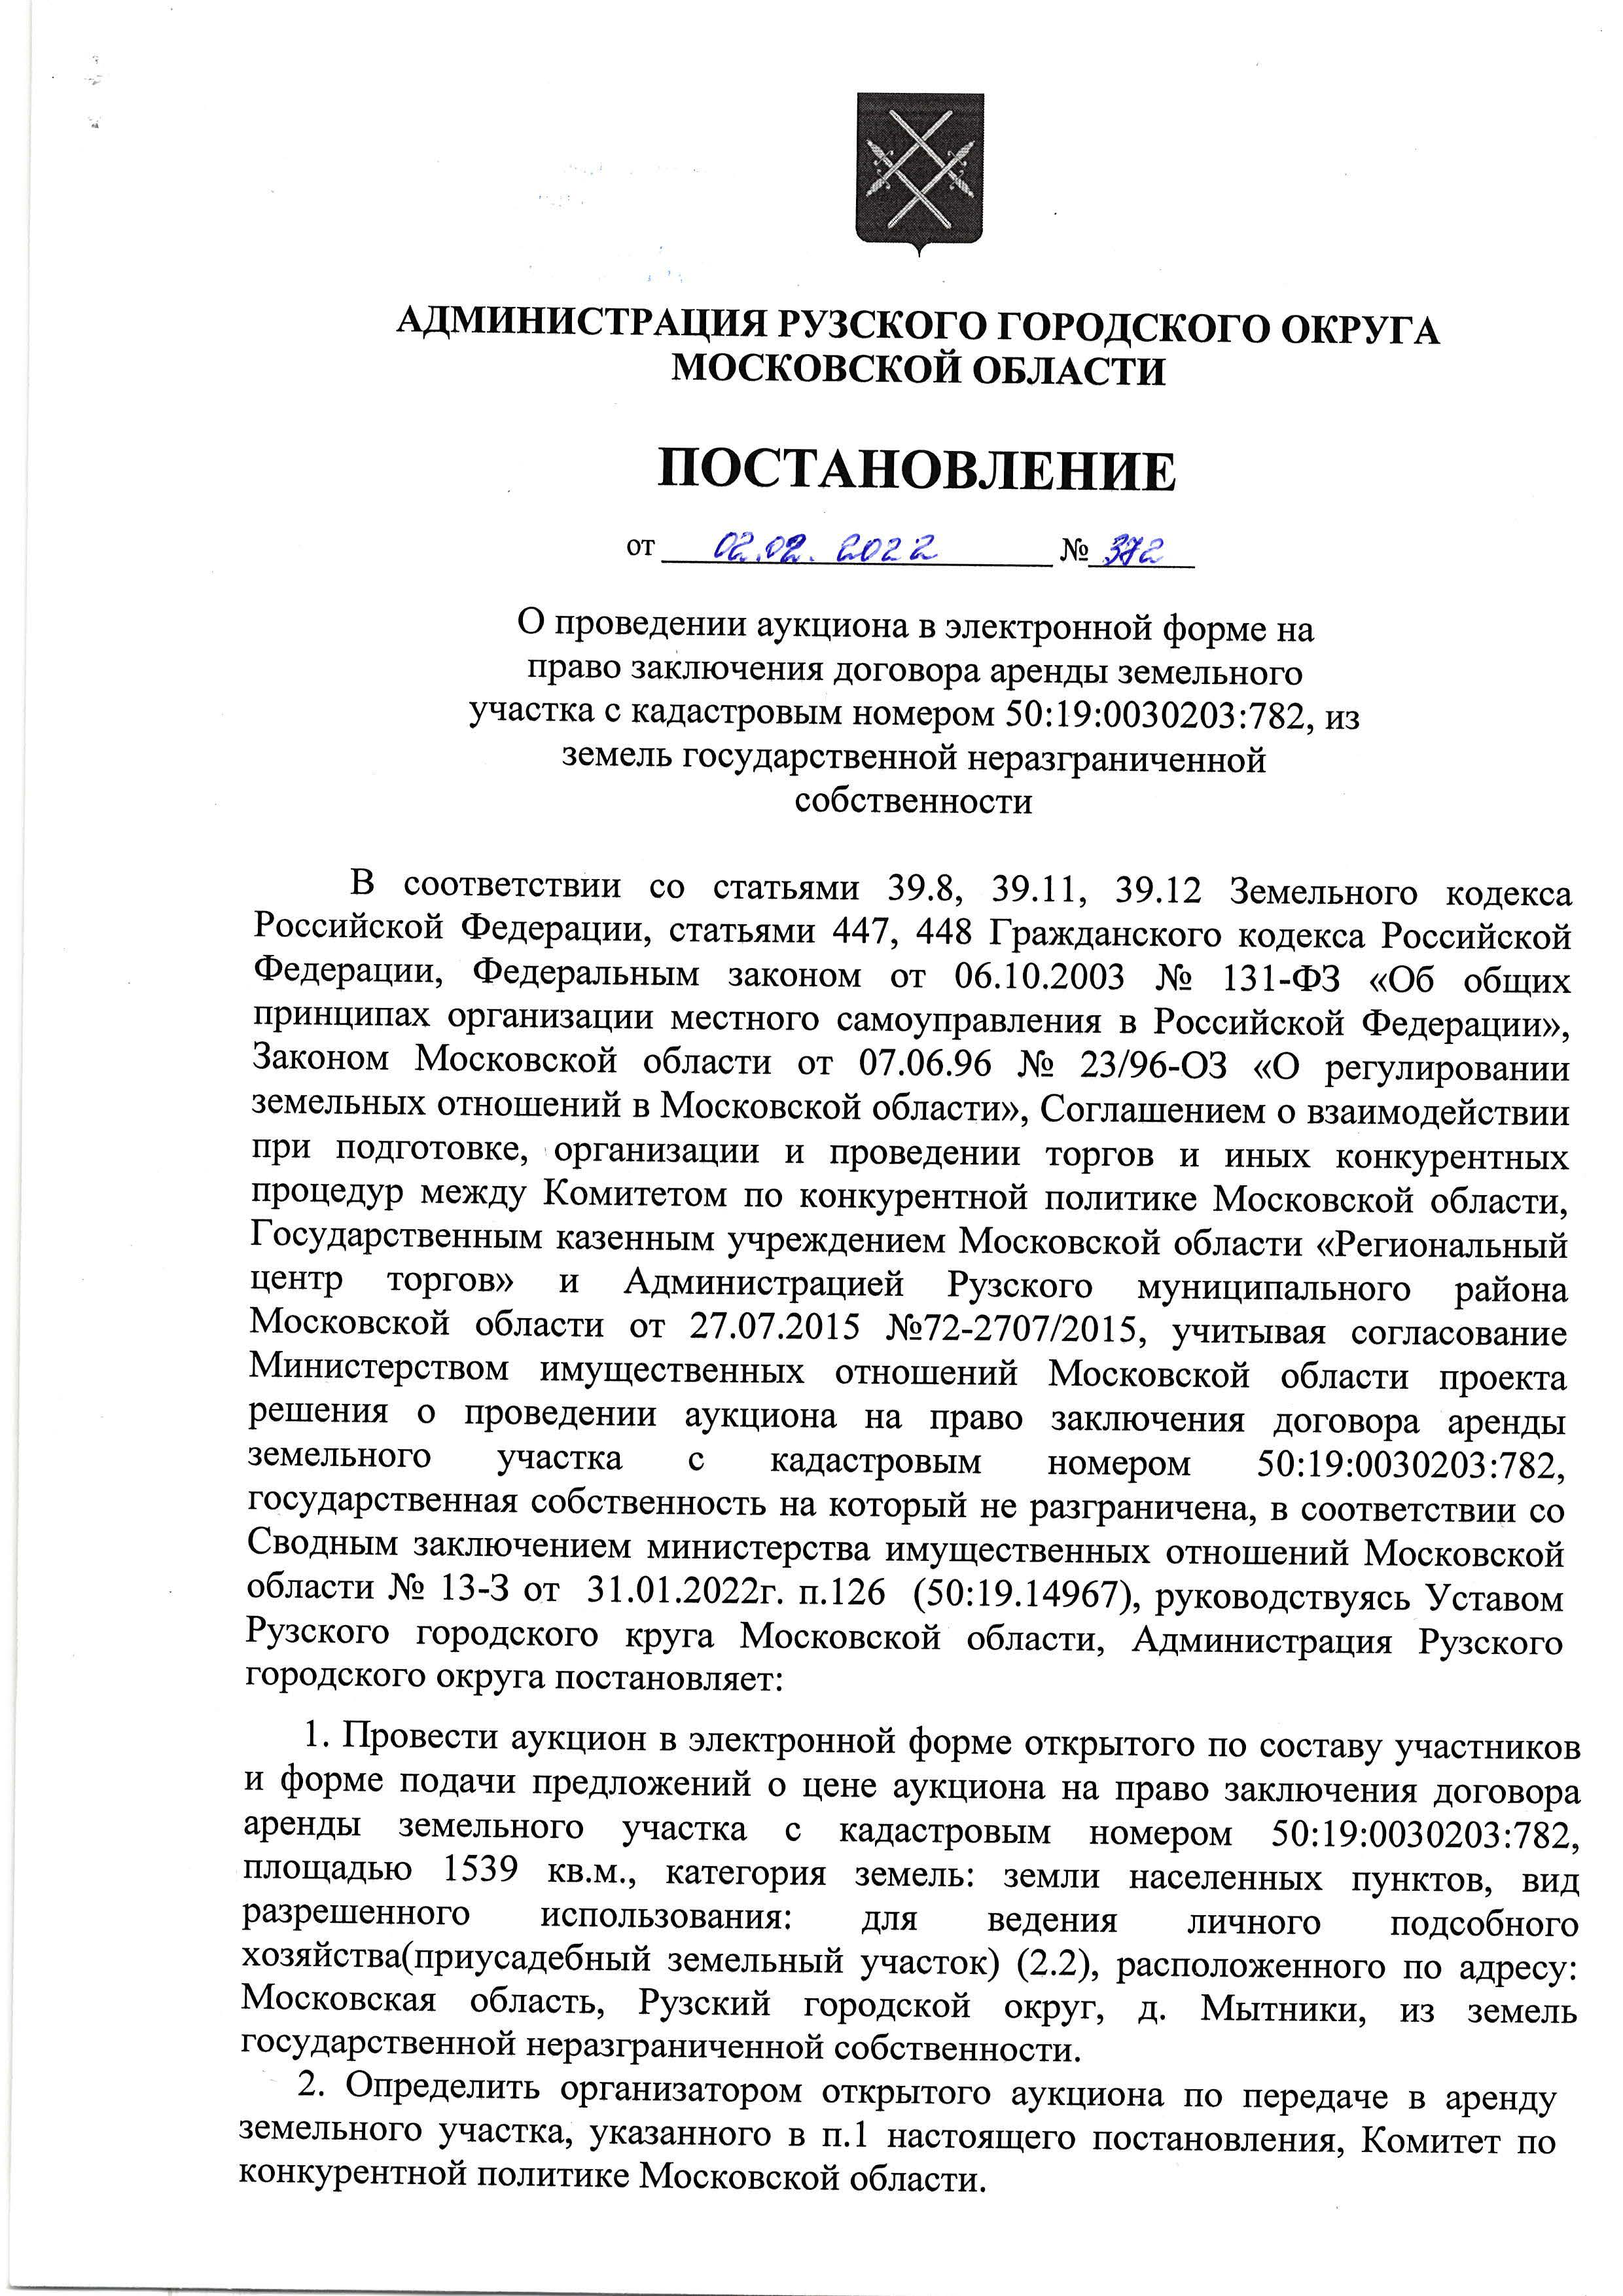 АДМИНИСТРАЦИЯ РУЗСКОГО ГОРОДСКОГО ОКРУГА
МОСКОВСКОЙ ОБЛАСТИ
ПОСТАНОВЛЕНИЕ
от 02.02.2022 № 372
О проведении аукциона в электронной форме на
право заключения договора аренды земельного
участка с кадастровым номером 50:19:0030203:782, из
земель государственной неразграниченной
собственности
В соответствии со статьями 39.8, 39.11, 39.12 Земельного кодекса
Российской Федерации, статьями 447, 448 Гражданского кодекса Российской
Федерации, Федеральным законом от 06.10.2003 № 131-ФЗ «Об общих
принципах организации местного самоуправления в Российской Федерации»,
Законом Московской области от 07.06.96 № 23/96-ОЗ «О регулировании
земельных отношений в Московской области», Соглашением о взаимодействии
при подготовке, организации и проведении торгов и иных конкурентных
процедур между Комитетом по конкурентной политике Московской области,
Государственным казенным учреждением Московской области «Региональный
центр торгов» и Администрацией Рузского муниципального района
Московской области от 27.07.2015 №72-2707/2015, учитывая согласование
Министерством имущественных отношений Московской области проекта
решения о проведении аукциона на право заключения договора аренды
земельного участка с кадастровым номером 50:19:0030203:782,
государственная собственность на который не разграничена, в соответствии со
Сводным заключением министерства имущественных отношений Московской
области № 13-З от 31.01.2022г. п.126 (50:19.14967), руководствуясь Уставом
Рузского городского круга Московской области, Администрация Рузского
городского округа постановляет:
1. Провести аукцион в электронной форме открытого по составу участников
и форме подачи предложений о цене аукциона на право заключения договора
аренды земельного участка с кадастровым номером 50:19:0030203:782,
площадью 1539 кв.м., категория земель: земли населенных пунктов, вид
разрешенного использования: для ведения личного подсобного
хозяйства(приусадебный земельный участок) (2.2), расположенного по адресу:
Московская область, Рузский городской округ, д. Мытники, из земель
государственной неразграниченной собственности.
2. Определить организатором открытого аукциона по передаче в аренду
земельного участка, указанного в п.1 настоящего постановления, Комитет по
конкурентной политике Московской области.